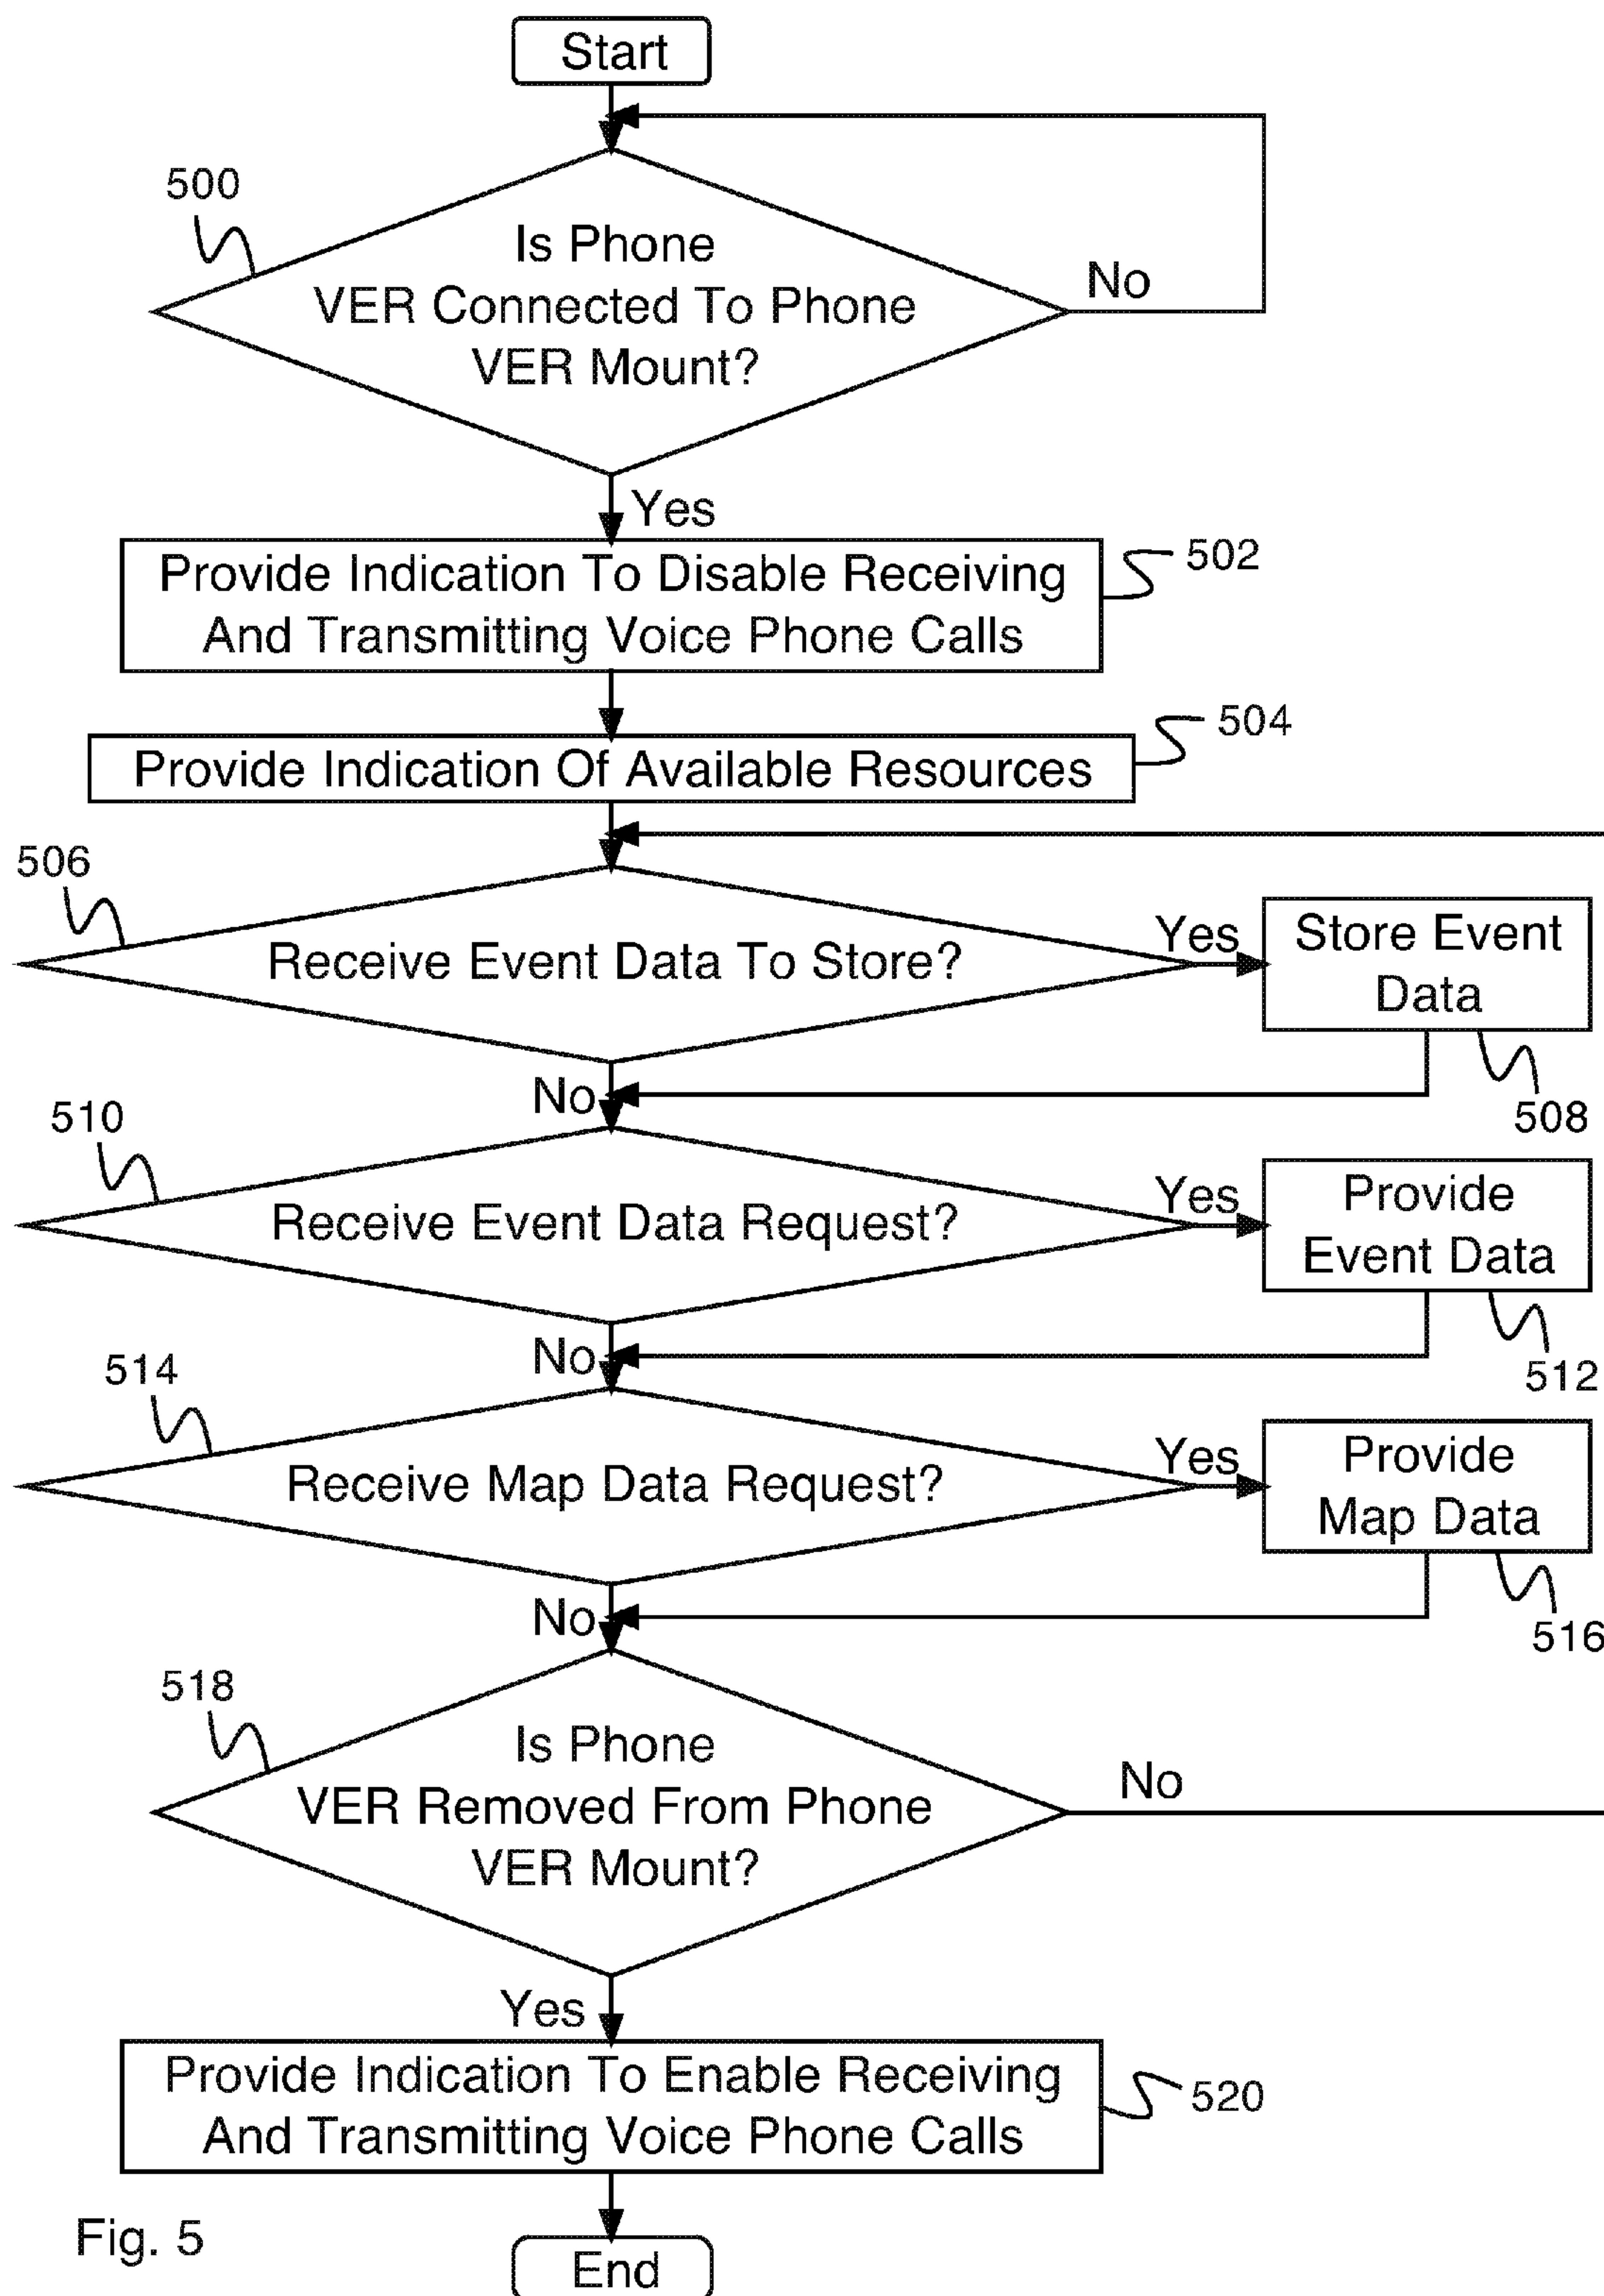 Start
500
Is Phone
VER Connected To Phone
VER Mount?
No
Yes
Provide Indication To Disable Receiving
And Transmitting Voice Phone Calls
502
Provide Indication Of Available Resources
504
506
Receive Event Data To Store?
Yes
Store Event
Data
508
No
510
Receive Event Data Request?
Yes
Provide
Event Data
512
No
514
Receive Map Data Request?
Yes
Provide
Map Data
516
No
518
Is Phone
VER Removed From Phone
VER Mount?
No
Yes
Provide Indication To Enable Receiving
And Transmitting Voice Phone Calls
520
Fig. 5
End